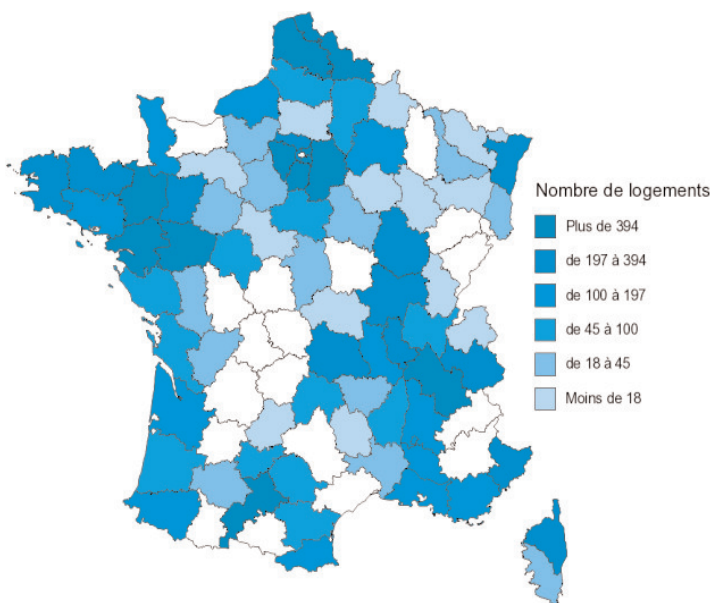 Nombre de logements
Plus de 394
de 197 à 394
de 100 à 197
de 45 à 100
de 18 à 45
Moins de 18